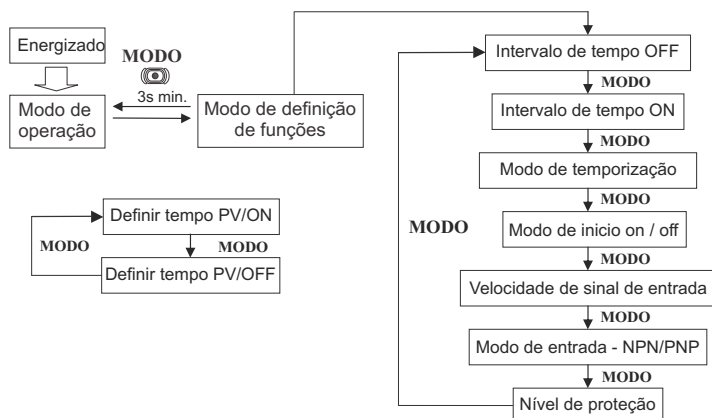 Energizado
MODO
3s min.
Modo de
operação
Modo de definição
de funções
Definir tempo PV/ON
MODO
MODO
Definir tempo PV/OFF
Intervalo de tempo OFF
MODO
Intervalo de tempo ON
MODO
Modo de temporização
MODO
MODO
Modo de inicio on / off
MODO
Velocidade de sinal de entrada
MODO
Modo de entrada - NPN/PNP
MODO
Nível de proteção